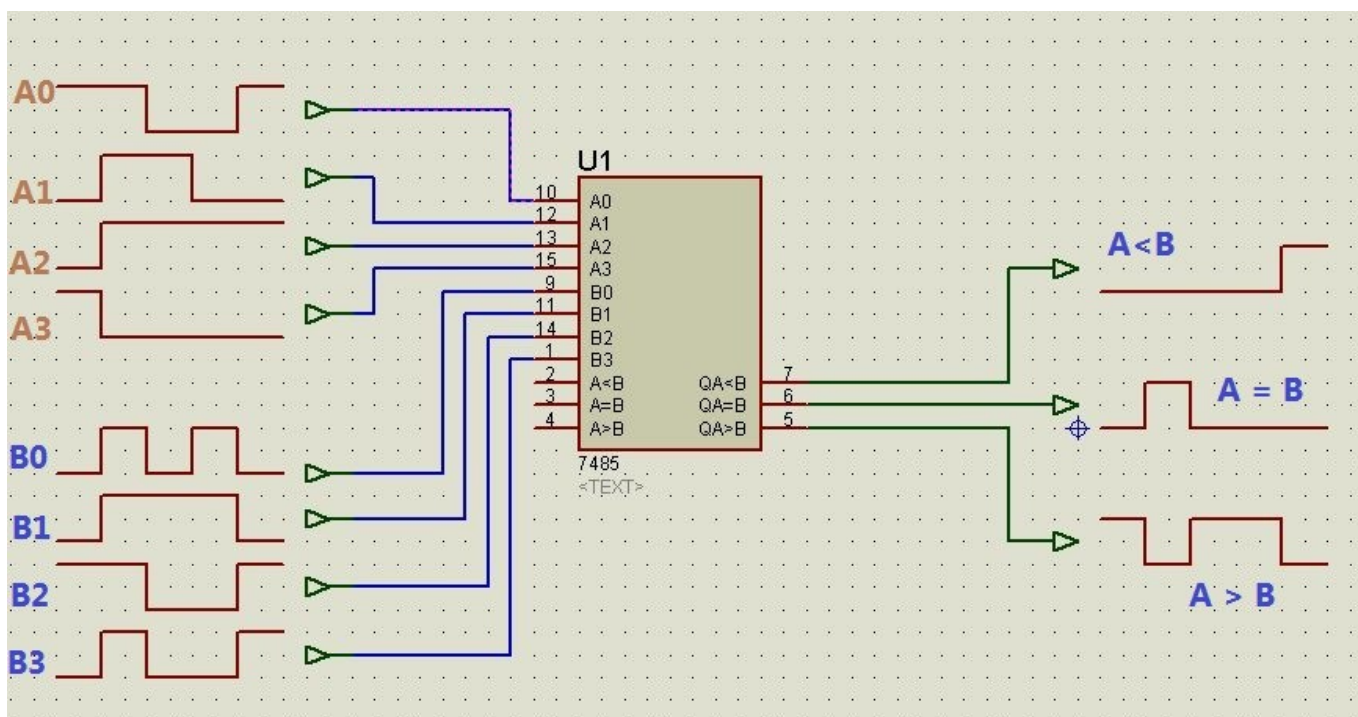 A0
A1
A2
A3
B0
B1
B2
B3
U1
10 A0
12 A1
13 A2
15 A3
9 B0
11 B1
14 B2
1 B3
2 A<B QA<B 7
3 A=B QA=B 6
4 A>B QA>B 5
7485
<TEXT>
A<B
A = B
A > B